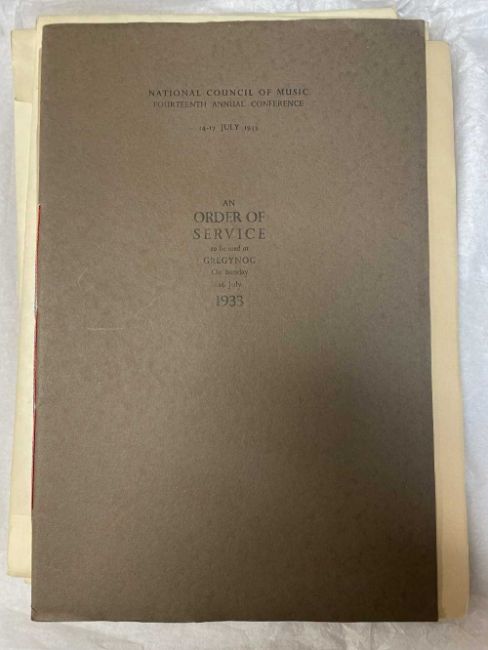 NATIONAL COUNCIL OF MUSIC
FOURTEENTH ANNUAL CONFERENCE
14-17 JULY 1933
AN
ORDER OF
SERVICE
to be used at
GREGYNOG
On Sunday
16 July
1933